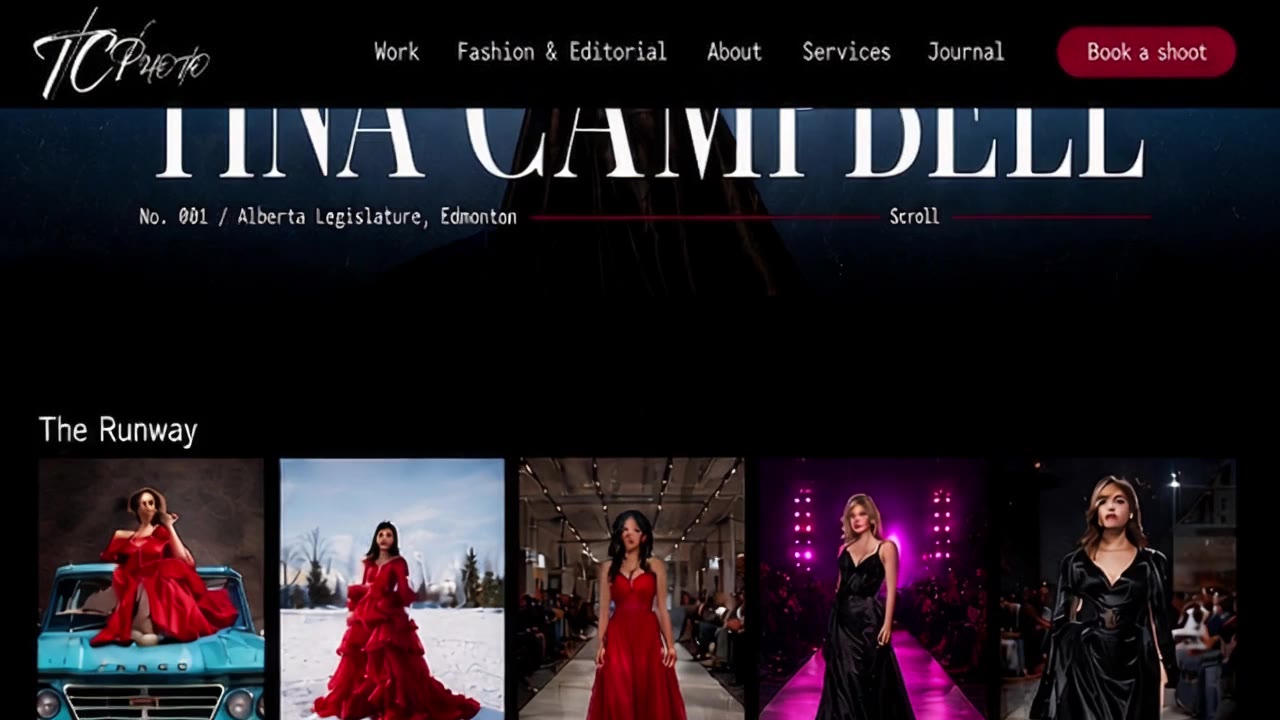 TCPhoto
Work Fashion & Editorial About Services Journal Book a shoot
TINA CAMPBELL
No. 001 / Alberta Legislature, Edmonton Scroll
The Runway
FARGO